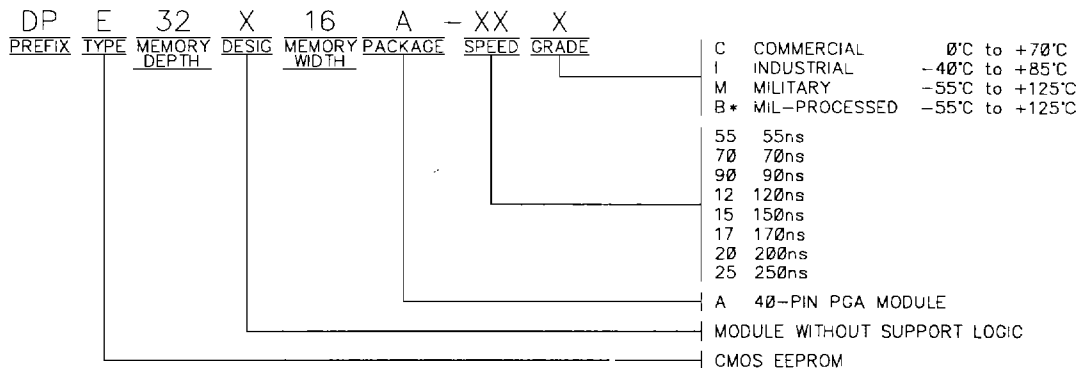 DP E 32 X 16 A - XX X
PREFIX TYPE MEMORY DEPTH DESIG MEMORY WIDTH PACKAGE SPEED GRADE
C COMMERCIAL 0°C to +70°C
I INDUSTRIAL -40°C to +85°C
M MILITARY -55°C to +125°C
B* MIL-PROCESSED -55°C to +125°C
55 55ns
70 70ns
90 90ns
12 120ns
15 150ns
17 170ns
20 200ns
25 250ns
A 40-PIN PGA MODULE
MODULE WITHOUT SUPPORT LOGIC
CMOS EEPROM